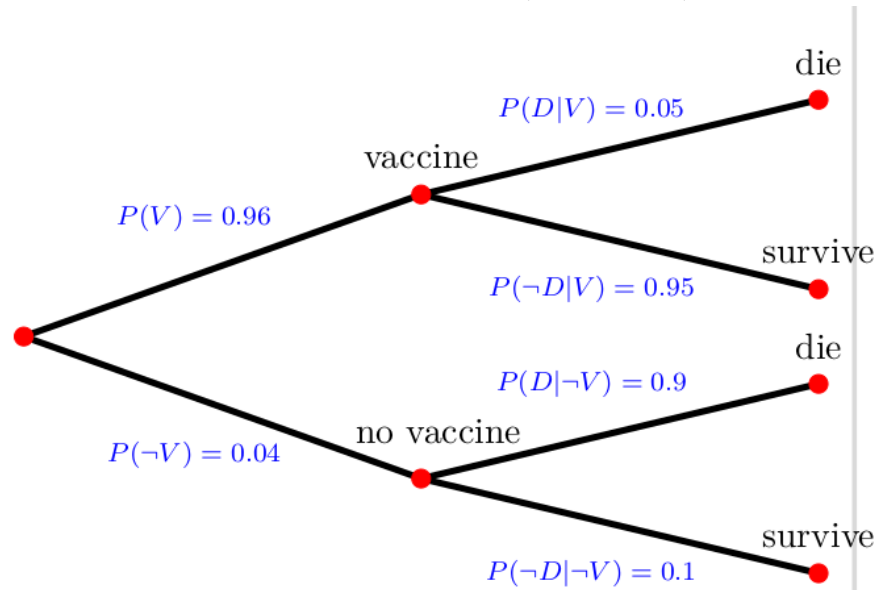 die
P(D|V) = 0.05
vaccine
P(V) = 0.96
survive
P(¬D|V) = 0.95
die
P(D|¬V) = 0.9
no vaccine
P(¬V) = 0.04
survive
P(¬D|¬V) = 0.1